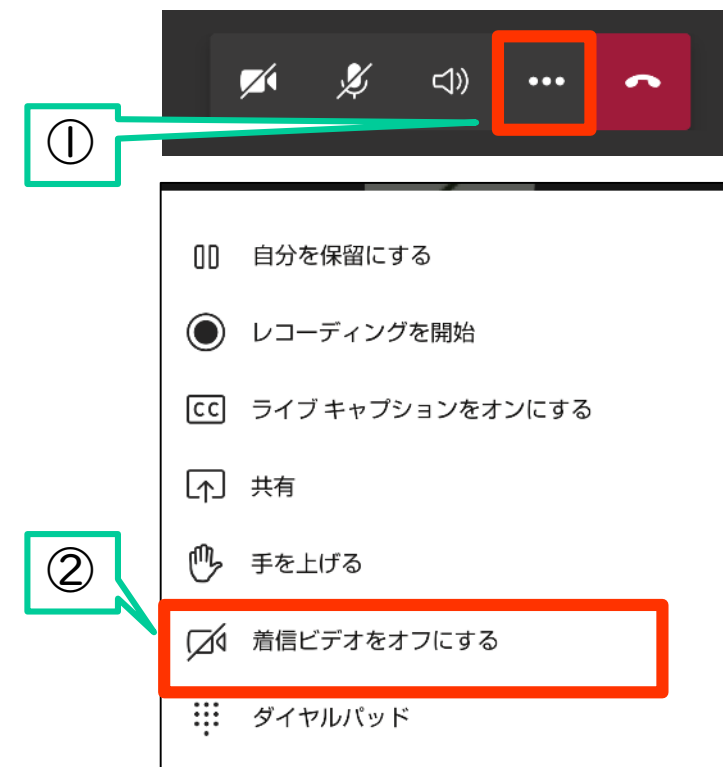 ①
自分を保留にする
レコーディングを開始
CC ライブ キャプションをオンにする
共有
手を上げる
②
着信ビデオをオフにする
ダイヤルパッド